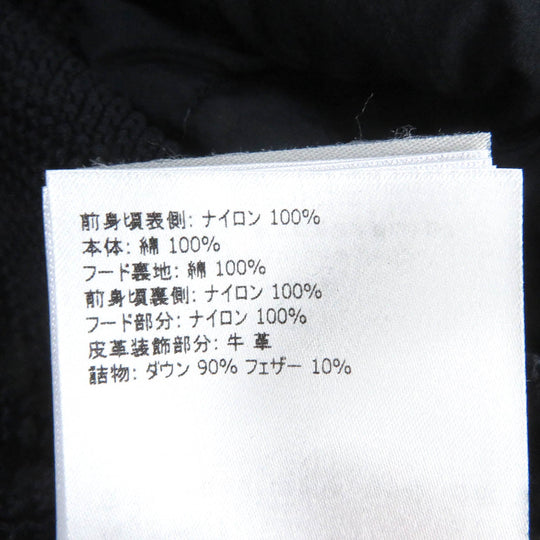 前身頃表側: ナイロン 100%
本体: 綿 100%
フード裏地: 綿 100%
前身頃裏側: ナイロン 100%
フード部分: ナイロン 100%
皮革装飾部分: 牛 革
詰物: ダウン 90% フェザー 10%